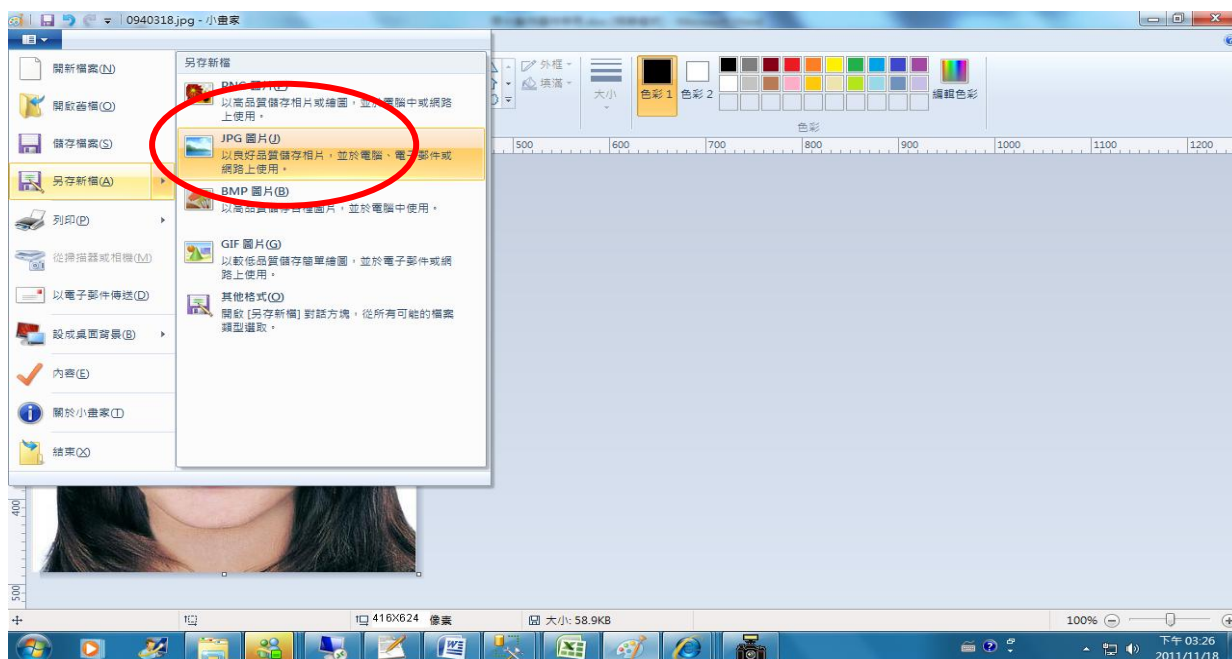 0940318.jpg - 小畫家
開新檔案(N)
開啟舊檔(O)
儲存檔案(S)
另存新檔(A)
列印(P)
從掃描器或相機(M)
以電子郵件傳送(D)
設成桌面背景(B)
內容(E)
關於小畫家(T)
結束(X)
另存新檔
PNG 圖片(P)
以高品質儲存相片或繪圖，並於電腦中或網路
上使用。
JPG 圖片(J)
以良好品質儲存相片，並於電腦、電子郵件或
網路上使用。
BMP 圖片(B)
以高品質儲存各種圖片，並於電腦中使用。
GIF 圖片(G)
以較低品質儲存簡單繪圖，並於電子郵件或網
路上使用。
其他格式(O)
開啟 [另存新檔] 對話方塊，從所有可能的檔案
類型選取。
外框
填滿
大小
色彩 1
色彩 2
編輯色彩
色彩
500 600 700 800 900 1000 1100 1200
400
500
416X624 像素
大小: 58.9KB
100%
下午 03:26
2011/11/18